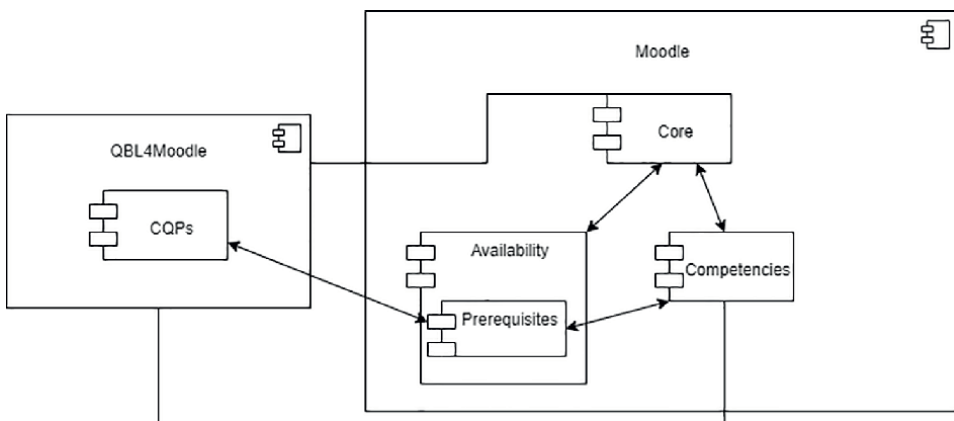 Moodle
Core
QBL4Moodle
CQPs
Availability
Competencies
Prerequisites